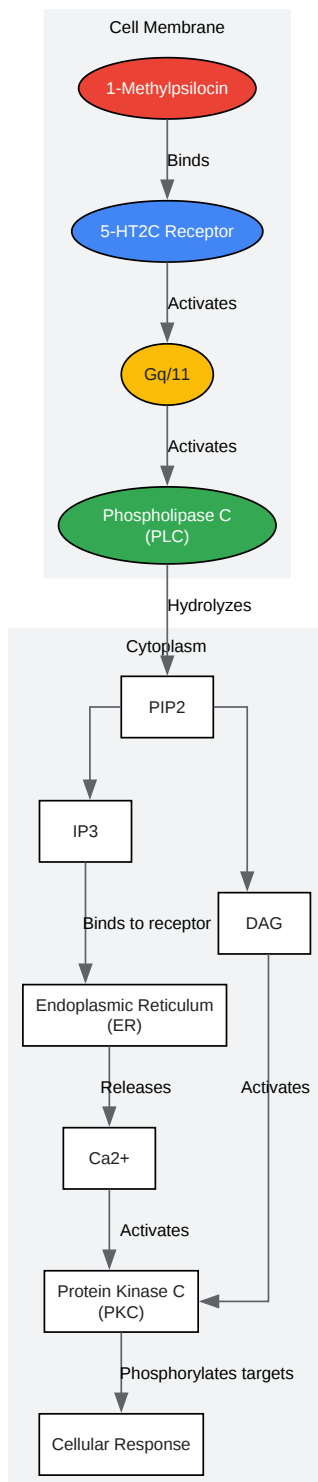 Cell Membrane
1-Methylpsilocin
Binds
5-HT2C Receptor
Activates
Gq/11
Activates
Phospholipase C
(PLC)
Hydrolyzes
Cytoplasm
PIP2
IP3
Binds to receptor
DAG
Endoplasmic Reticulum
(ER)
Releases
Activates
Ca2+
Activates
Protein Kinase C
(PKC)
Phosphorylates targets
Cellular Response